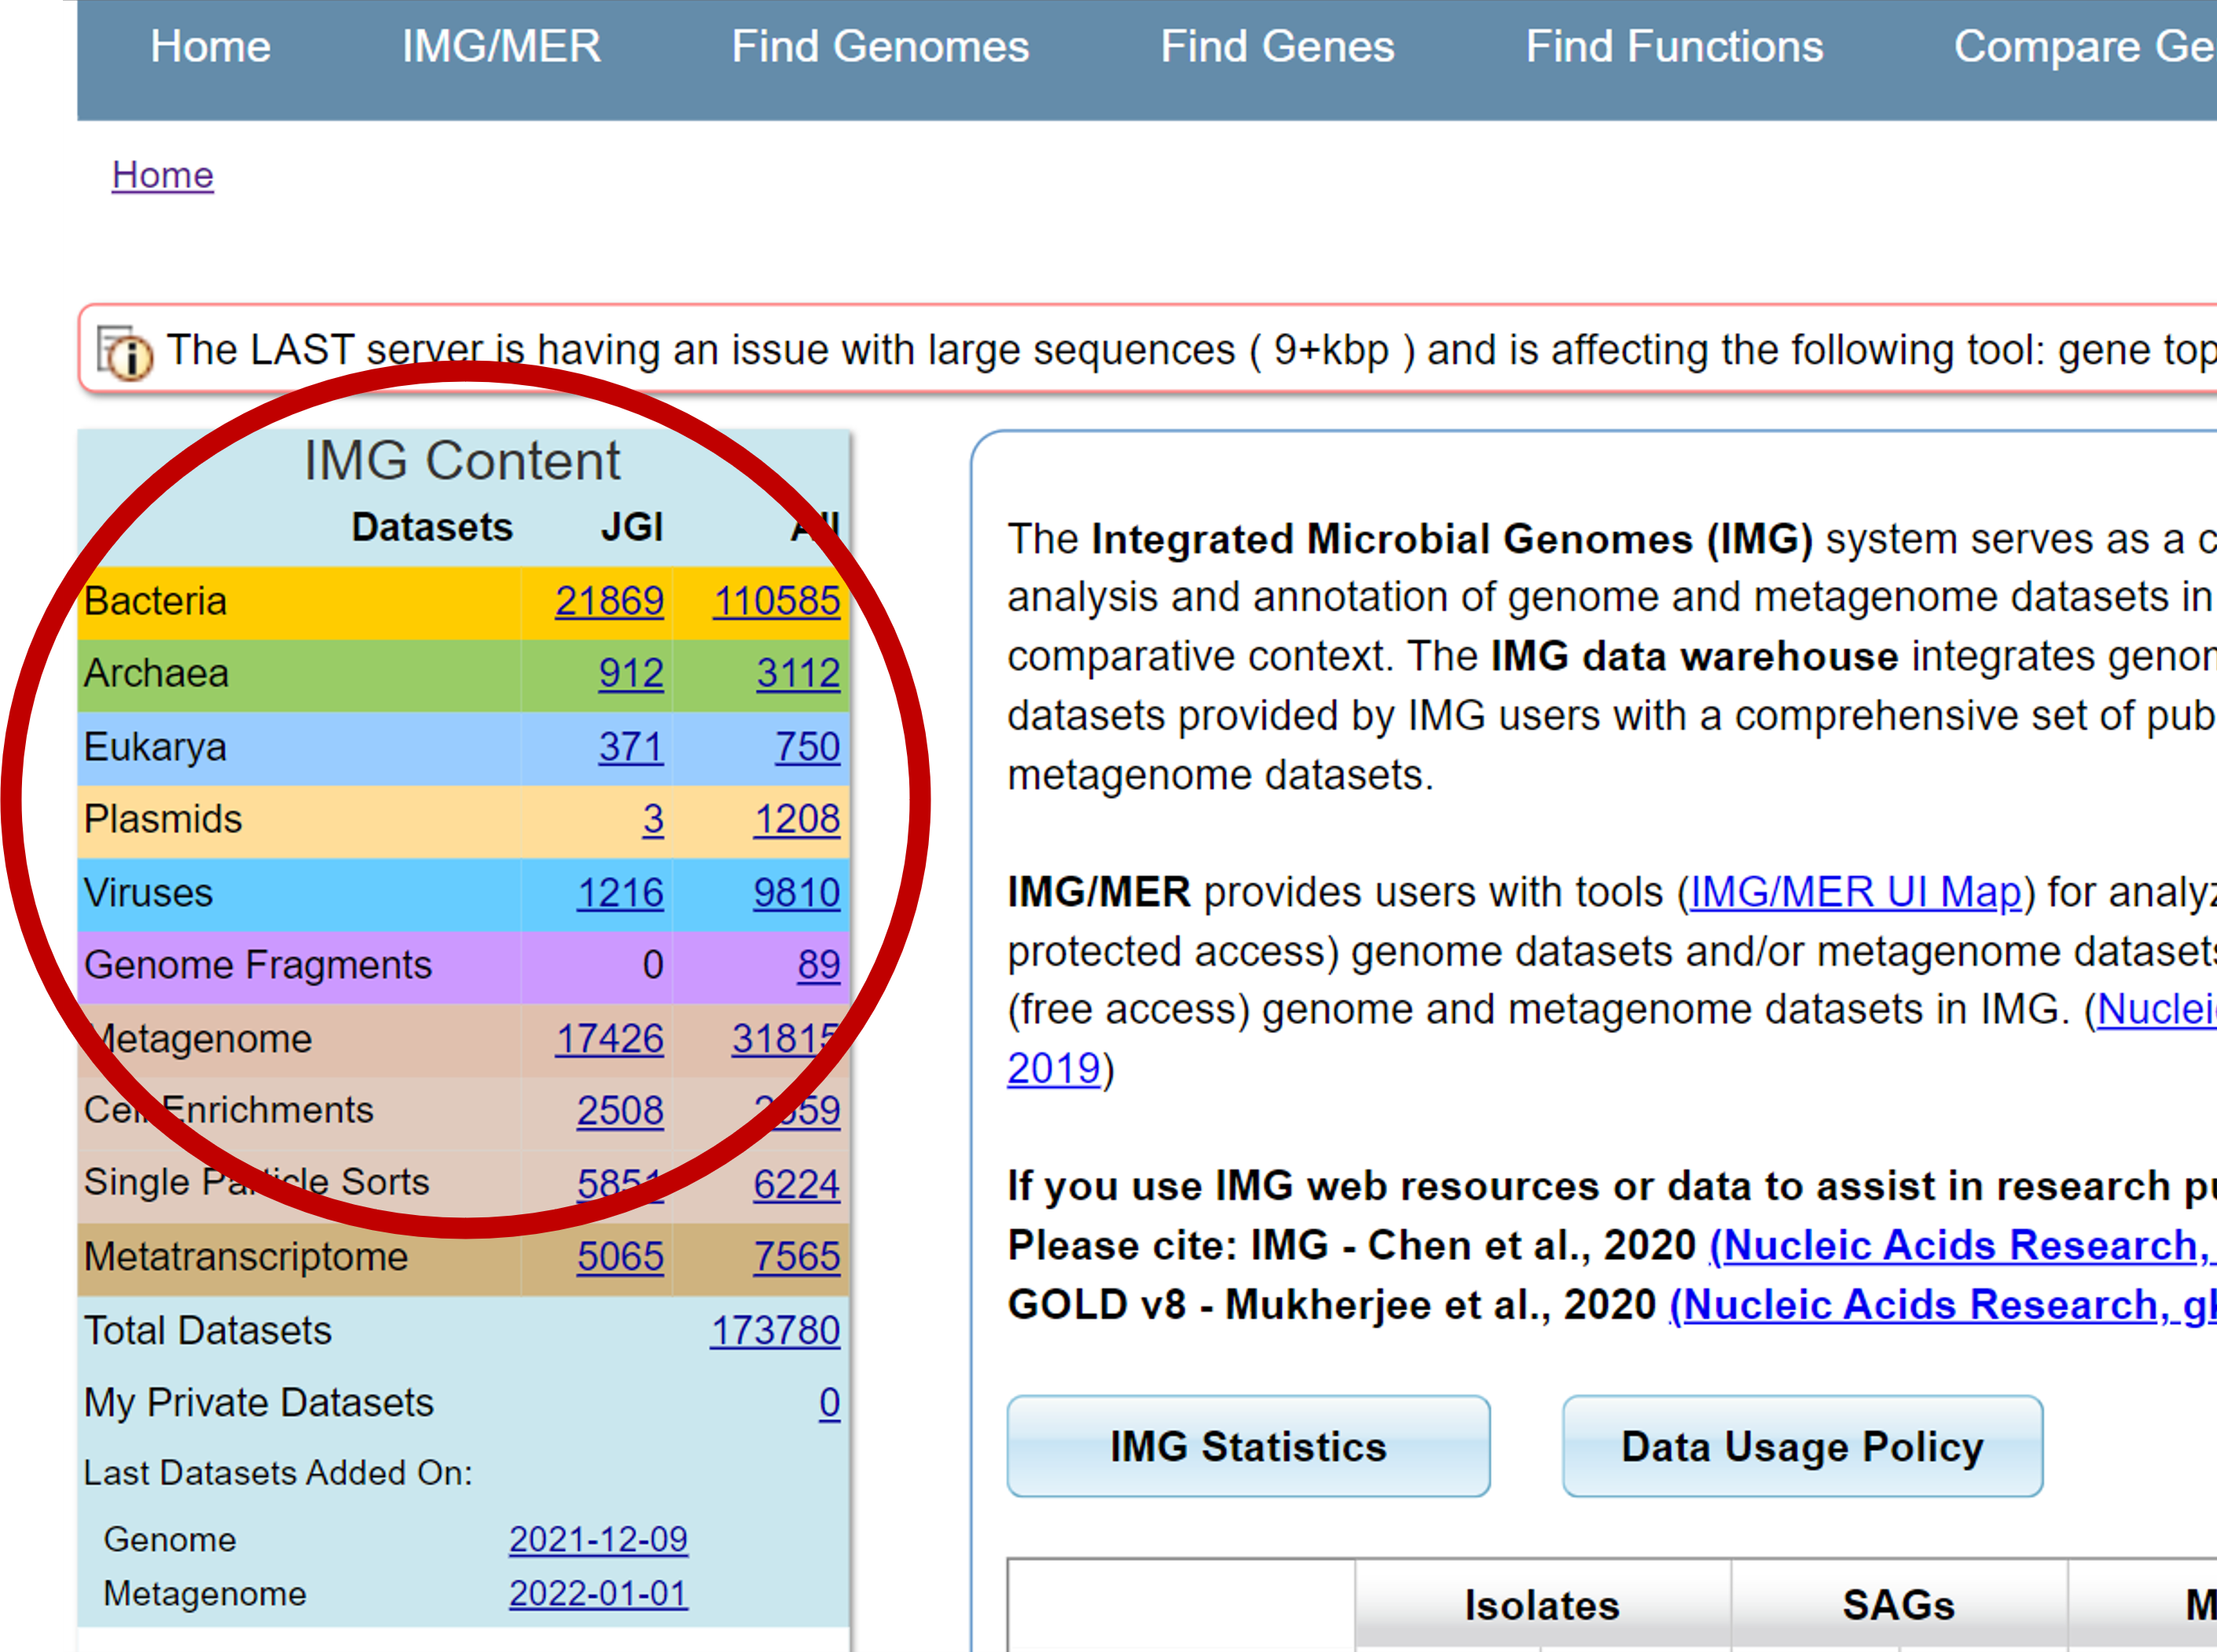 Home IMG/MER Find Genomes Find Genes Find Functions Compare Ge
Home
The LAST server is having an issue with large sequences ( 9+kbp ) and is affecting the following tool: gene top
IMG Content
Datasets JGI All
Bacteria 21869 110585
Archaea 912 3112
Eukarya 371 750
Plasmids 3 1208
Viruses 1216 9810
Genome Fragments 0 89
Metagenome 17426 31815
Cell Enrichments 2508
Single Particle Sorts 5851 6224
Metatranscriptome 5065 7565
Total Datasets 173780
My Private Datasets 0
Last Datasets Added On:
Genome 2021-12-09
Metagenome 2022-01-01
The Integrated Microbial Genomes (IMG) system serves as a c
analysis and annotation of genome and metagenome datasets in
comparative context. The IMG data warehouse integrates genom
datasets provided by IMG users with a comprehensive set of pub
metagenome datasets.
IMG/MER provides users with tools (IMG/MER UI Map) for analyz
protected access) genome datasets and/or metagenome datasets
(free access) genome and metagenome datasets in IMG. (Nucleic
2019)
If you use IMG web resources or data to assist in research pu
Please cite: IMG - Chen et al., 2020 (Nucleic Acids Research,
GOLD v8 - Mukherjee et al., 2020 (Nucleic Acids Research, gk
IMG Statistics Data Usage Policy
Isolates SAGs M